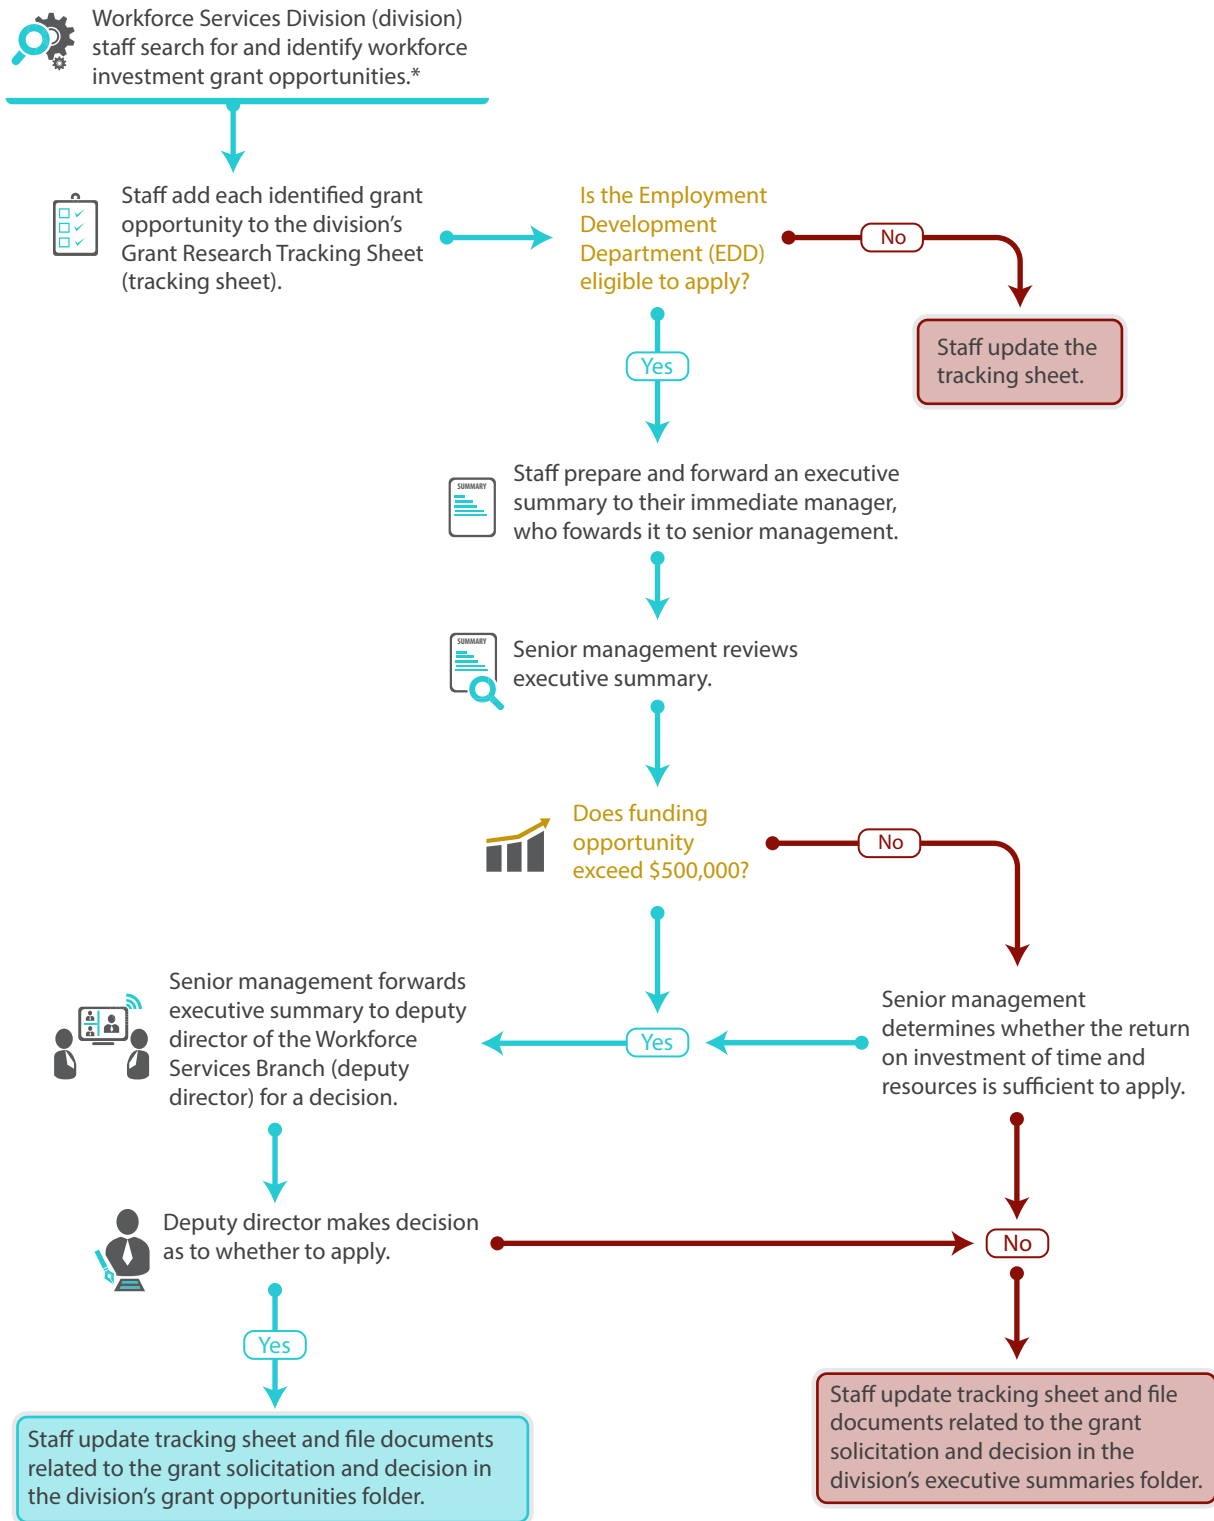 Workforce Services Division (division)
staff search for and identify workforce
investment grant opportunities.*
Staff add each identified grant
opportunity to the division's
Grant Research Tracking Sheet
(tracking sheet).
Is the Employment
Development
Department (EDD)
eligible to apply?
No
Staff update the
tracking sheet.
Yes
SUMMARY
Staff prepare and forward an executive
summary to their immediate manager,
who fowards it to senior management.
SUMMARY
Senior management reviews
executive summary.
Does funding
opportunity
exceed $500,000?
No
Senior management forwards
executive summary to deputy
director of the Workforce
Services Branch (deputy
director) for a decision.
Yes
Senior management
determines whether the return
on investment of time and
resources is sufficient to apply.
Deputy director makes decision
as to whether to apply.
No
Yes
Staff update tracking sheet and file documents
related to the grant solicitation and decision in
the division's grant opportunities folder.
Staff update tracking sheet and file
documents related to the grant
solicitation and decision in the
division's executive summaries folder.